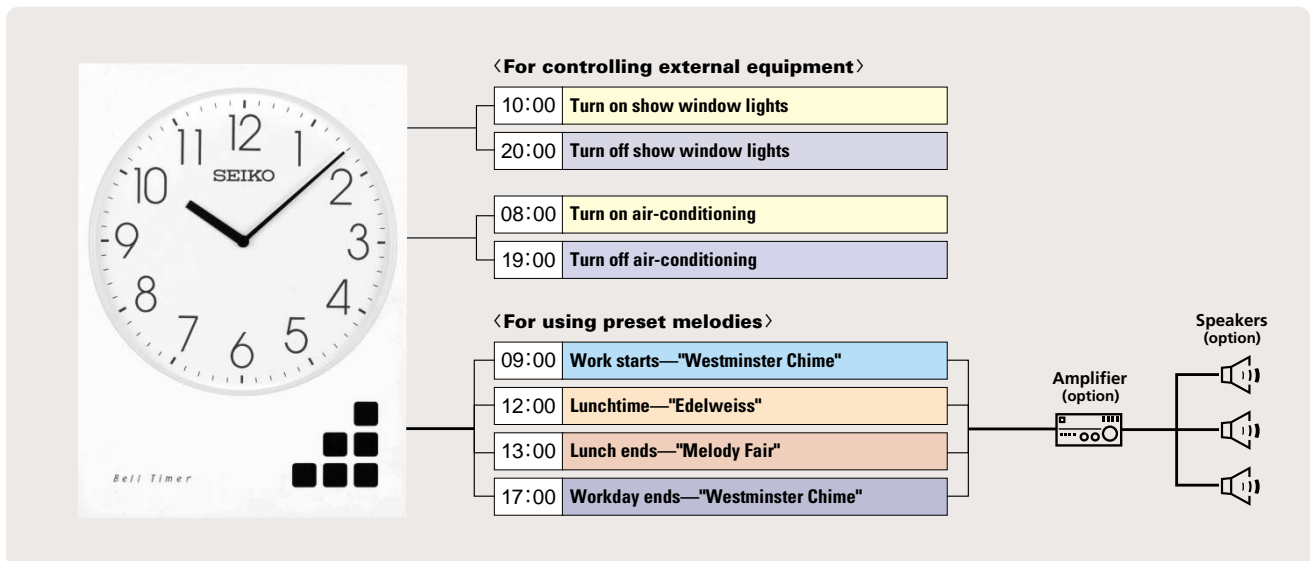 12
11
1
SEIKO
10
2
9
3
8
4
7
5
6
Bell Timer
〈For controlling external equipment〉
10:00 Turn on show window lights
20:00 Turn off show window lights
08:00 Turn on air-conditioning
19:00 Turn off air-conditioning
〈For using preset melodies〉
09:00 Work starts—"Westminster Chime"
12:00 Lunchtime—"Edelweiss"
13:00 Lunch ends—"Melody Fair"
17:00 Workday ends—"Westminster Chime"
Amplifier
(option)
Speakers
(option)